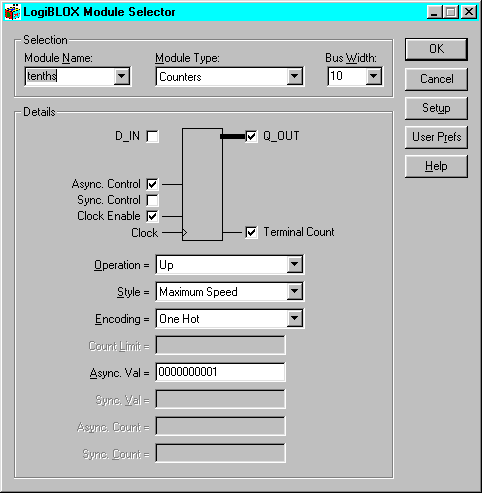 LogiBLOX Module Selector
Selection
Module Name: Module Type: Bus Width:
tenths Counters 10
OK
Cancel
Setup
User Prefs
Help
Details
D_IN Q_OUT
Async. Control
Sync. Control
Clock Enable
Clock Terminal Count
Operation = Up
Style = Maximum Speed
Encoding = One Hot
Count Limit =
Async. Val = 0000000001
Sync. Val =
Async. Count =
Sync. Count =